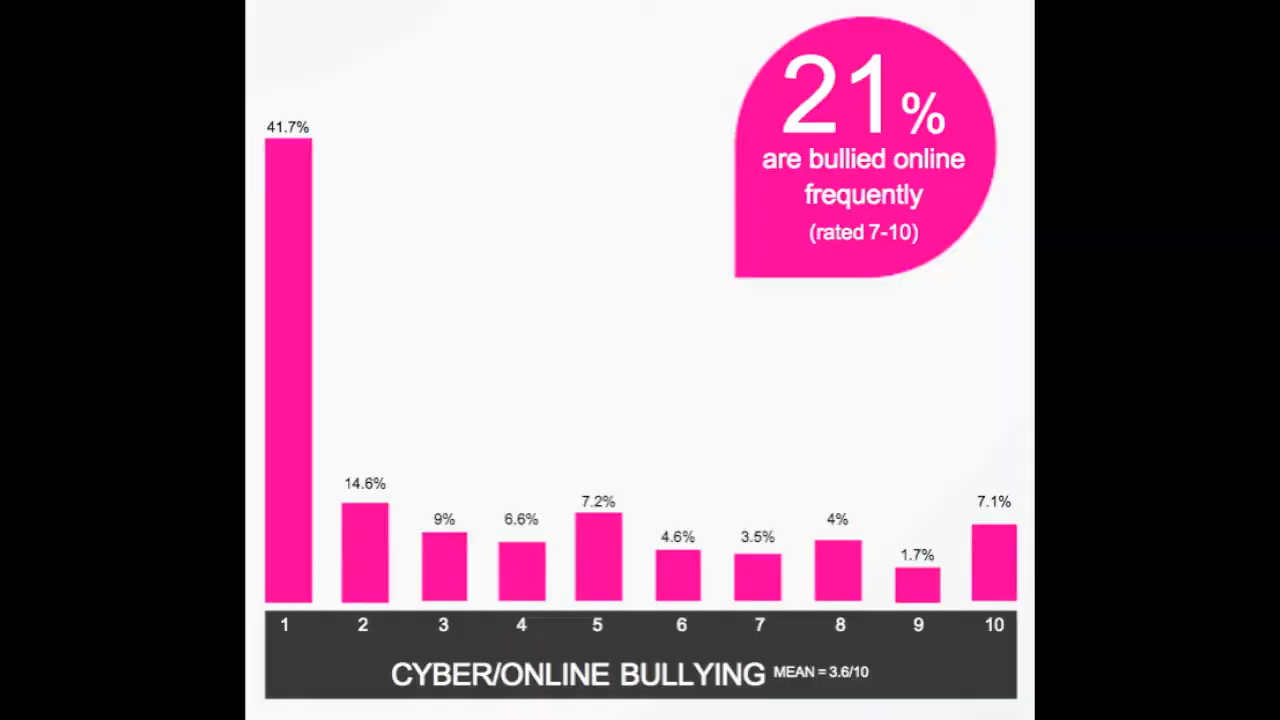 21%
are bullied online
frequently
(rated 7-10)
41.7%
14.6%
9%
6.6%
7.2%
4.6%
3.5%
4%
1.7%
7.1%
1 2 3 4 5 6 7 8 9 10
CYBER/ONLINE BULLYING MEAN = 3.6/10